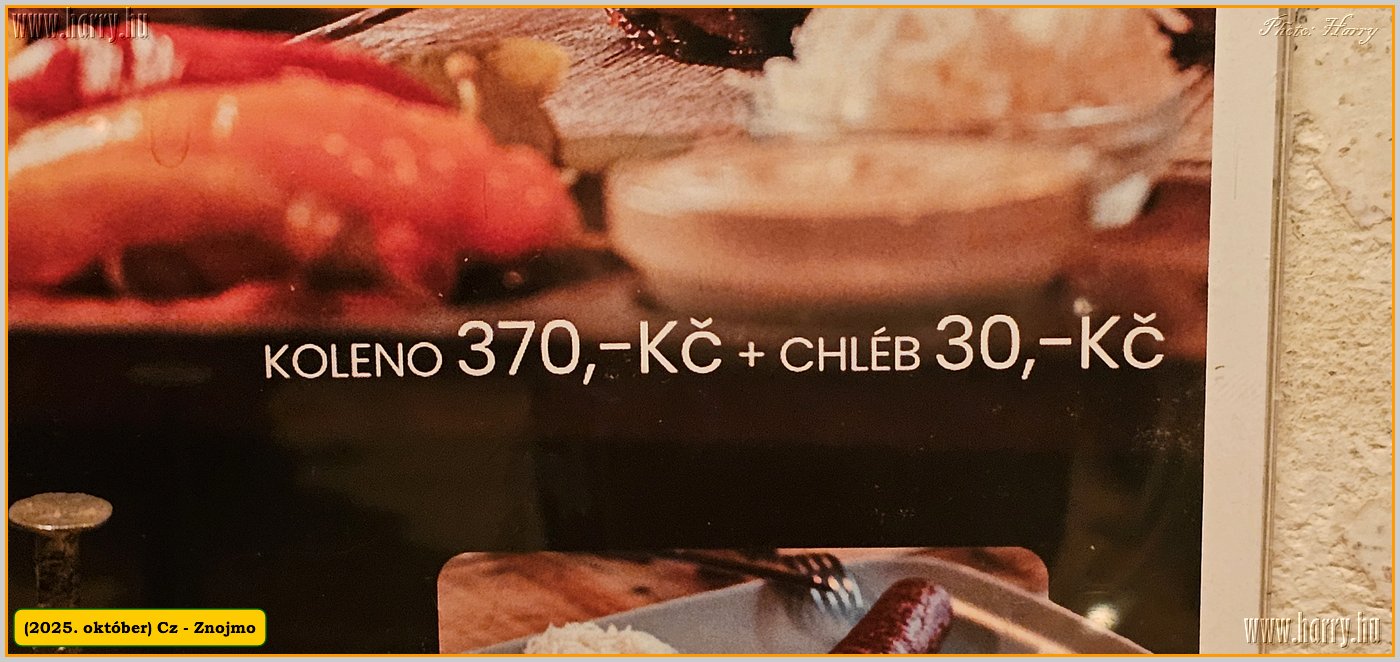 www.harry.hu
Photo: Harry
KOLENO 370,-Kč + CHLÉB 30,-Kč
(2025. október) Cz - Znojmo
www.harry.hu